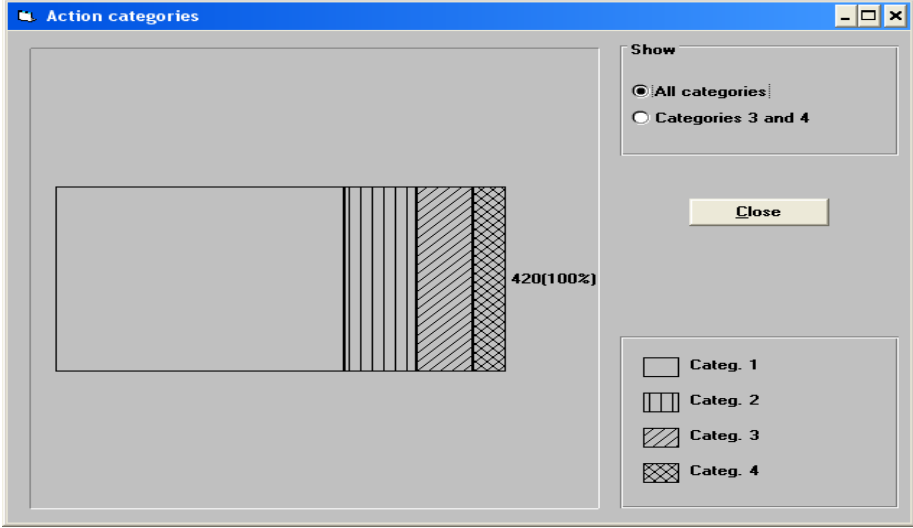 Action categories
Show
All categories
Categories 3 and 4
Close
420(100%)
Categ. 1
Categ. 2
Categ. 3
Categ. 4